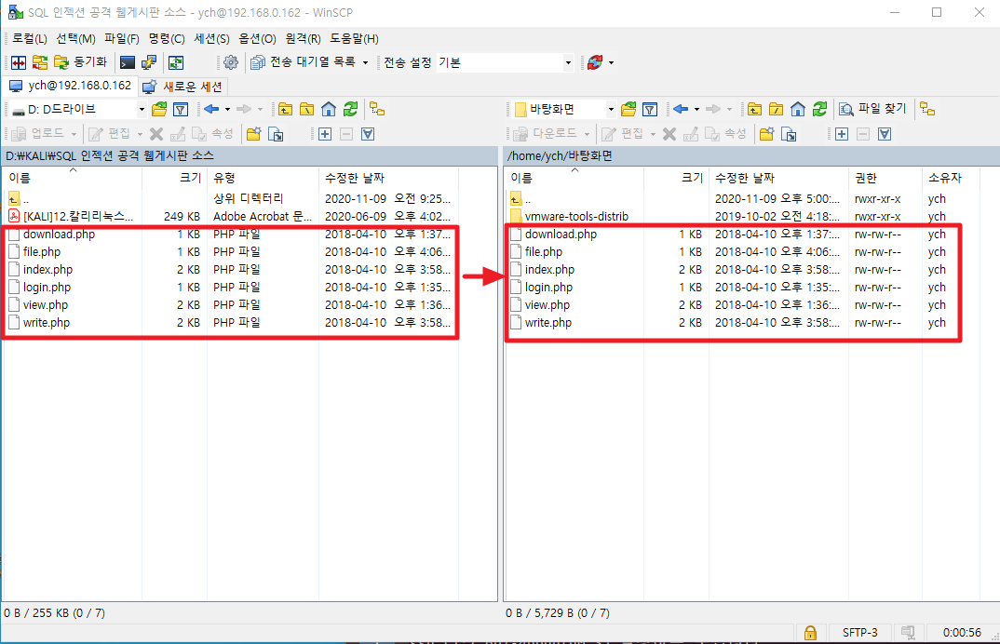 SQL 인젝션 공격 웹게시판 소스 - ych@192.168.0.162 - WinSCP
로컬(L) 선택(M) 파일(F) 명령(C) 세션(S) 옵션(O) 원격(R) 도움말(H)
동기화 전송 대기열 목록 전송 설정 기본
ych@192.168.0.162 새로운 세션
D: D드라이브
업로드 편집 속성
D:₩KALI₩SQL 인젝션 공격 웹게시판 소스
이름 크기 유형 수정한 날짜
.. 상위 디렉터리 2020-11-09 오전 9:25...
[KALI]12.칼리리눅스... 249 KB Adobe Acrobat 문... 2020-06-09 오후 4:02...
download.php 1 KB PHP 파일 2018-04-10 오후 1:37...
file.php 1 KB PHP 파일 2018-04-10 오후 4:06...
index.php 2 KB PHP 파일 2018-04-10 오후 3:58...
login.php 1 KB PHP 파일 2018-04-10 오후 1:35...
view.php 2 KB PHP 파일 2018-04-10 오후 1:36...
write.php 2 KB PHP 파일 2018-04-10 오후 3:58...
0 B / 255 KB (0 / 7)
바탕화면 파일 찾기
다운로드 편집 속성
/home/ych/바탕화면
이름 크기 수정한 날짜 권한 소유자
.. 2020-11-09 오후 5:00:... rwxr-xr-x ych
vmware-tools-distrib 2019-10-02 오전 4:18:... rwxr-xr-x ych
download.php 1 KB 2018-04-10 오후 1:37:... rw-rw-r-- ych
file.php 1 KB 2018-04-10 오후 4:06:... rw-rw-r-- ych
index.php 2 KB 2018-04-10 오후 3:58:... rw-rw-r-- ych
login.php 1 KB 2018-04-10 오후 1:35:... rw-rw-r-- ych
view.php 2 KB 2018-04-10 오후 1:36:... rw-rw-r-- ych
write.php 2 KB 2018-04-10 오후 3:58:... rw-rw-r-- ych
0 B / 5,729 B (0 / 7)
SFTP-3 0:00:56